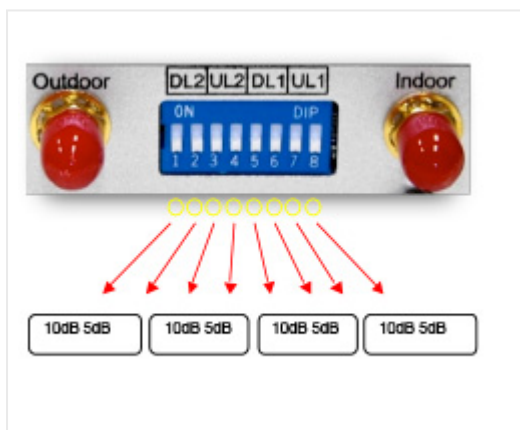 Outdoor DL2 UL2 DL1 UL1 Indoor
ON DIP
1 2 3 4 5 6 7 8
10dB 5dB 10dB 5dB 10dB 5dB 10dB 5dB